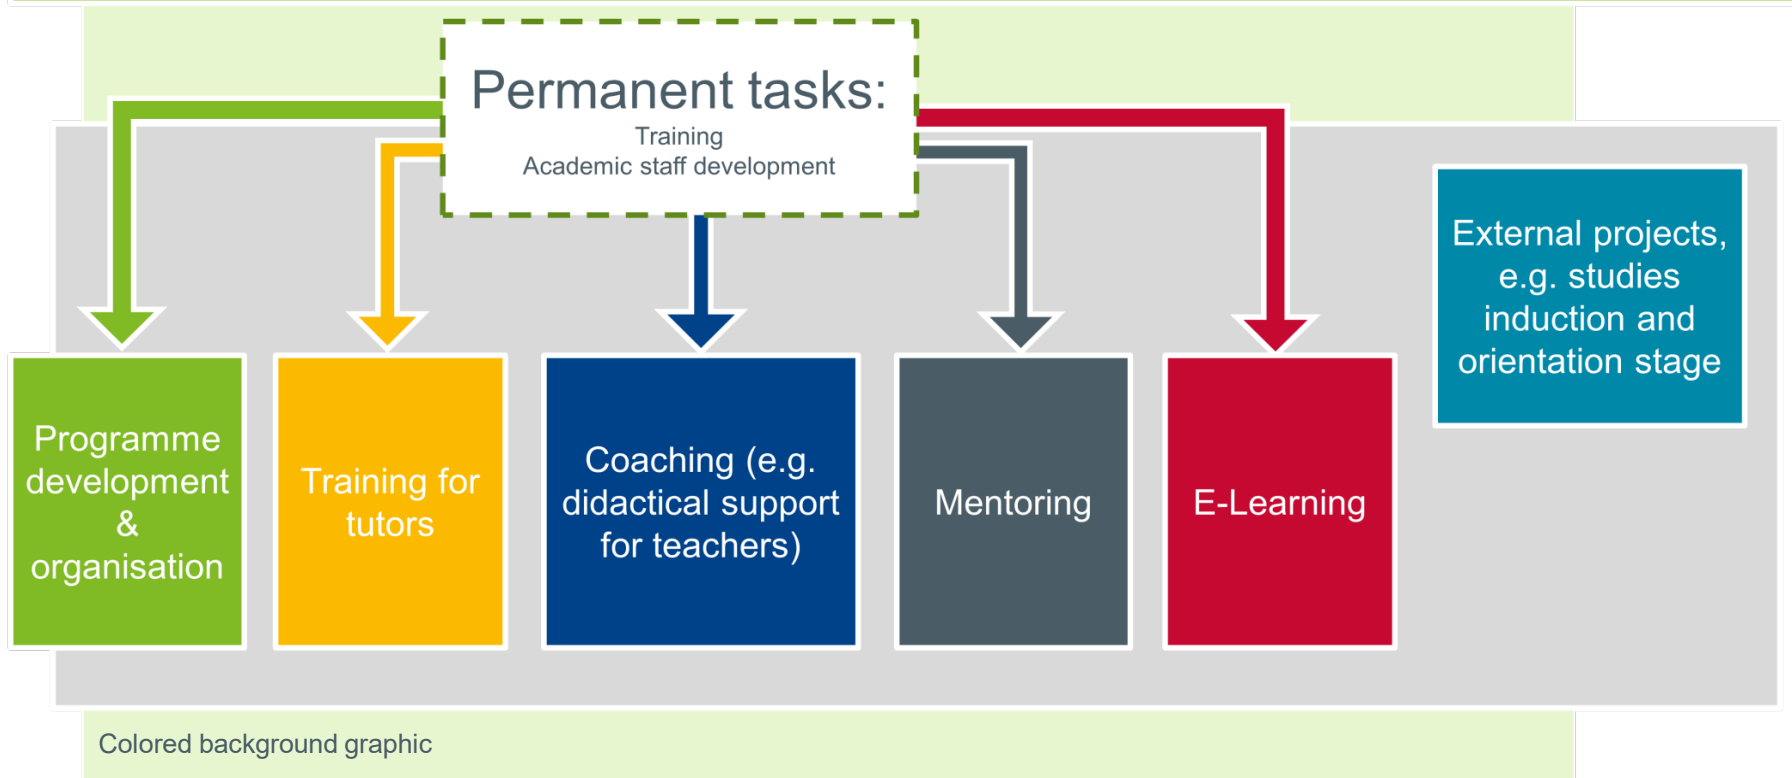 Permanent tasks:
Training
Academic staff development
External projects,
e.g. studies
induction and
orientation stage
Programme
development
&
organisation
Training for
tutors
Coaching (e.g.
didactical support
for teachers)
Mentoring
E-Learning
Colored background graphic